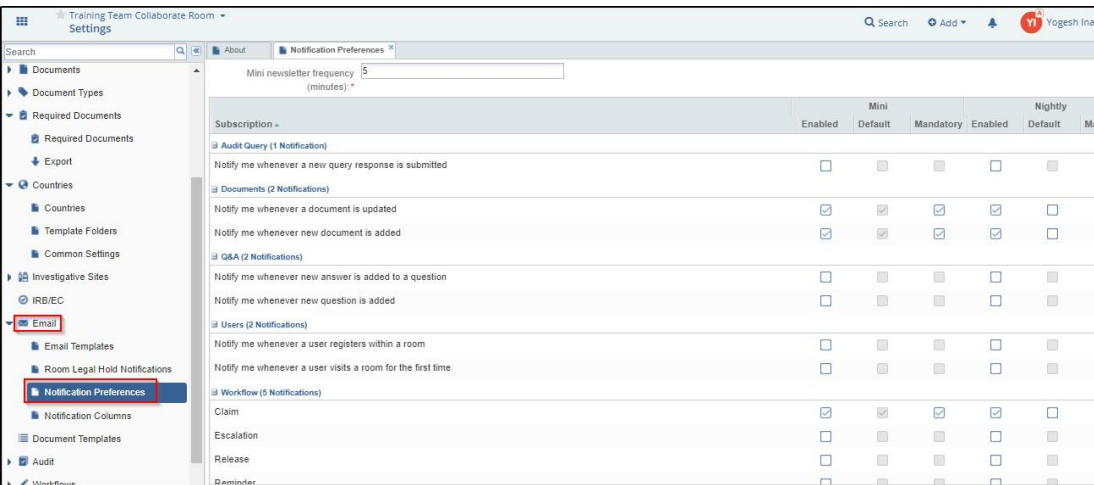 Training Team Collaborate Room
Settings
Search
Add
A
YI
Yogesh Ina
Search
About
Notification Preferences
Documents
Document Types
Required Documents
Required Documents
Export
Countries
Countries
Template Folders
Common Settings
Investigative Sites
IRB/EC
Email
Email Templates
Room Legal Hold Notifications
Notification Preferences
Notification Columns
Document Templates
Audit
Workflows
Mini newsletter frequency 5
(minutes):*
Mini Nightly
Subscription Enabled Default Mandatory Enabled Default Ma
Audit Query (1 Notification)
Notify me whenever a new query response is submitted
Documents (2 Notifications)
Notify me whenever a document is updated
Notify me whenever new document is added
Q&A (2 Notifications)
Notify me whenever new answer is added to a question
Notify me whenever new question is added
Users (2 Notifications)
Notify me whenever a user registers within a room
Notify me whenever a user visits a room for the first time
Workflow (5 Notifications)
Claim
Escalation
Release
Reminder